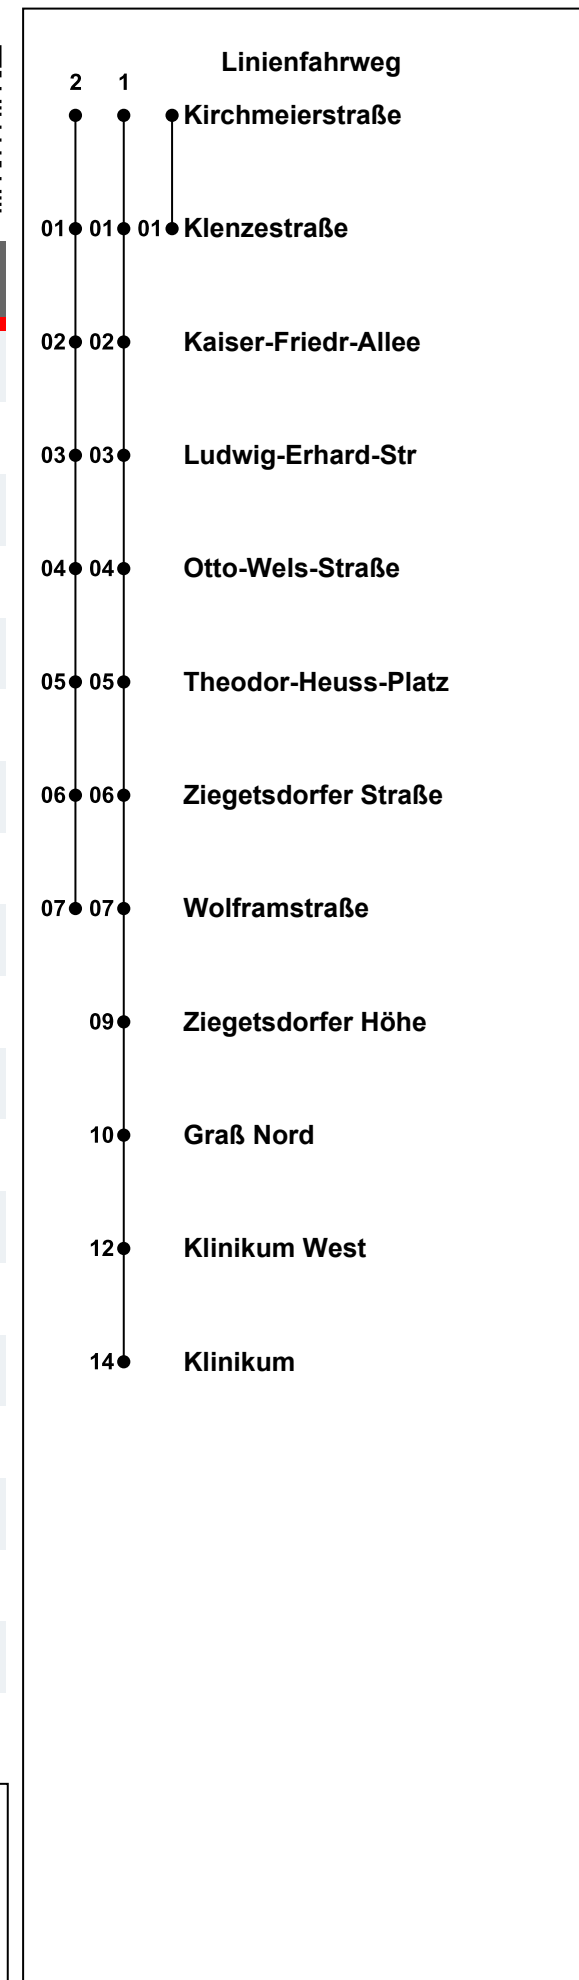 Linienfahrweg
2 1
Kirchmeierstraße
01 01 01 Klenzestraße
02 02 Kaiser-Friedr-Allee
03 03 Ludwig-Erhard-Str
04 04 Otto-Wels-Straße
05 05 Theodor-Heuss-Platz
06 06 Ziegetsdorfer Straße
07 07 Wolframstraße
09 Ziegetsdorfer Höhe
10 Graß Nord
12 Klinikum West
14 Klinikum